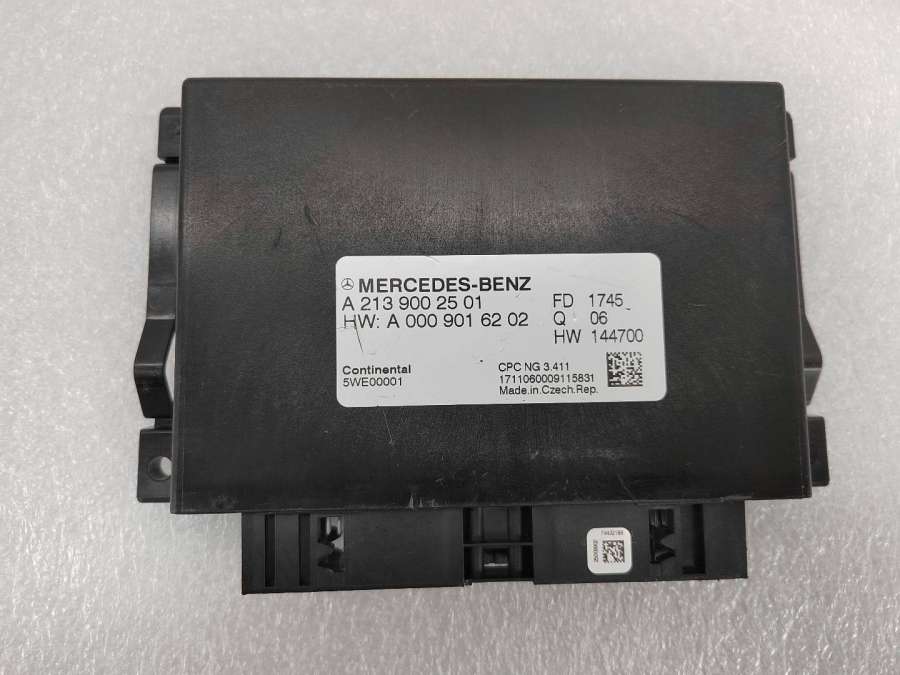 MERCEDES-BENZ
A 213 900 25 01
HW: A 000 901 62 02
FD 1745
Q 06
HW 144700
Continental
5WE00001
CPC NG 3.411
1711060009115831
Made.in.Czech.Rep.